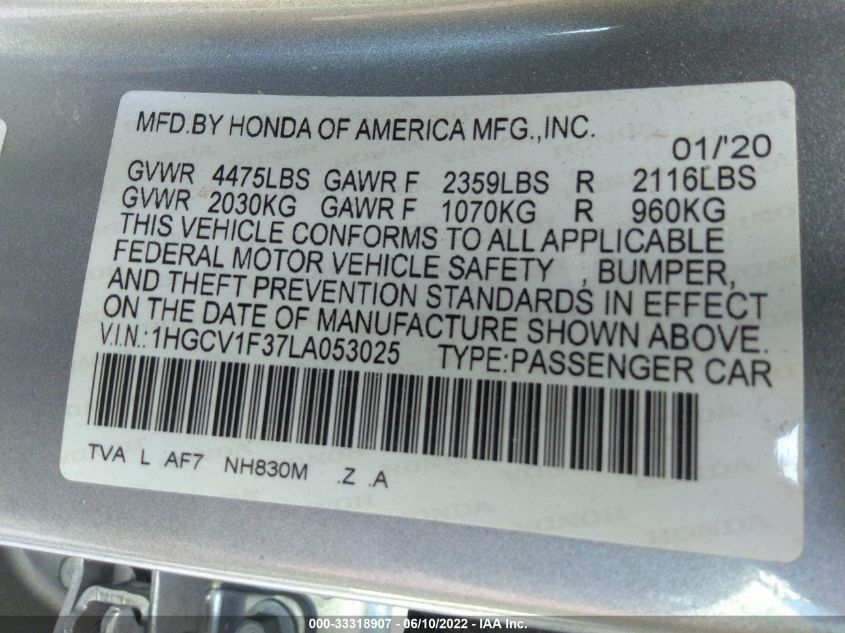 MFD.BY HONDA OF AMERICA MFG.,INC.
01/'20
GVWR 4475LBS GAWR F 2359LBS R 2116LBS
GVWR 2030KG GAWR F 1070KG R 960KG
THIS VEHICLE CONFORMS TO ALL APPLICABLE
FEDERAL MOTOR VEHICLE SAFETY , BUMPER,
AND THEFT PREVENTION STANDARDS IN EFFECT
ON THE DATE OF MANUFACTURE SHOWN ABOVE.
V.I.N.:1HGCV1F37LA053025 TYPE:PASSENGER CAR
TVA L AF7 NH830M .Z .A
HONDA HONDA
000-33318907 - 06/10/2022 - IAA Inc.